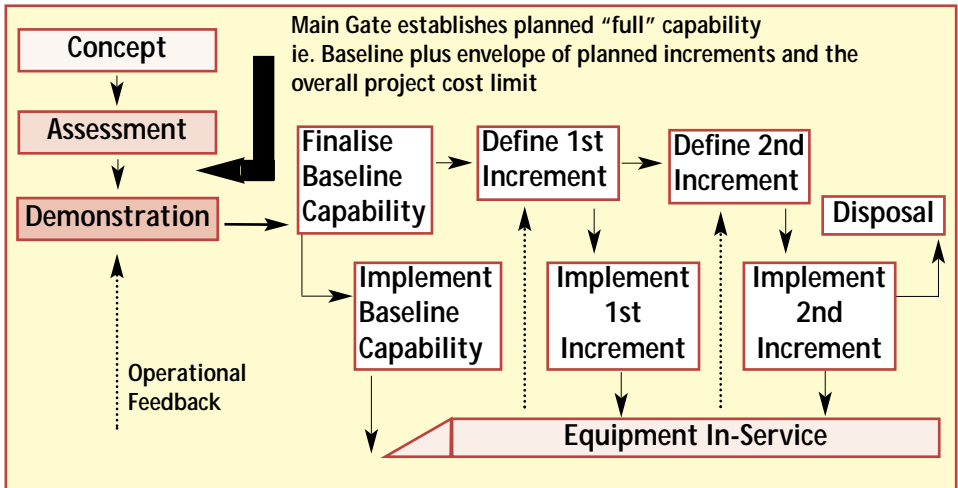 Main Gate establishes planned “full” capability
ie. Baseline plus envelope of planned increments and the
overall project cost limit
Concept
Assessment
Demonstration
Finalise
Baseline
Capability
Define 1st
Increment
Define 2nd
Increment
Disposal
Implement
Baseline
Capability
Implement
1st
Increment
Implement
2nd
Increment
Operational
Feedback
Equipment In-Service